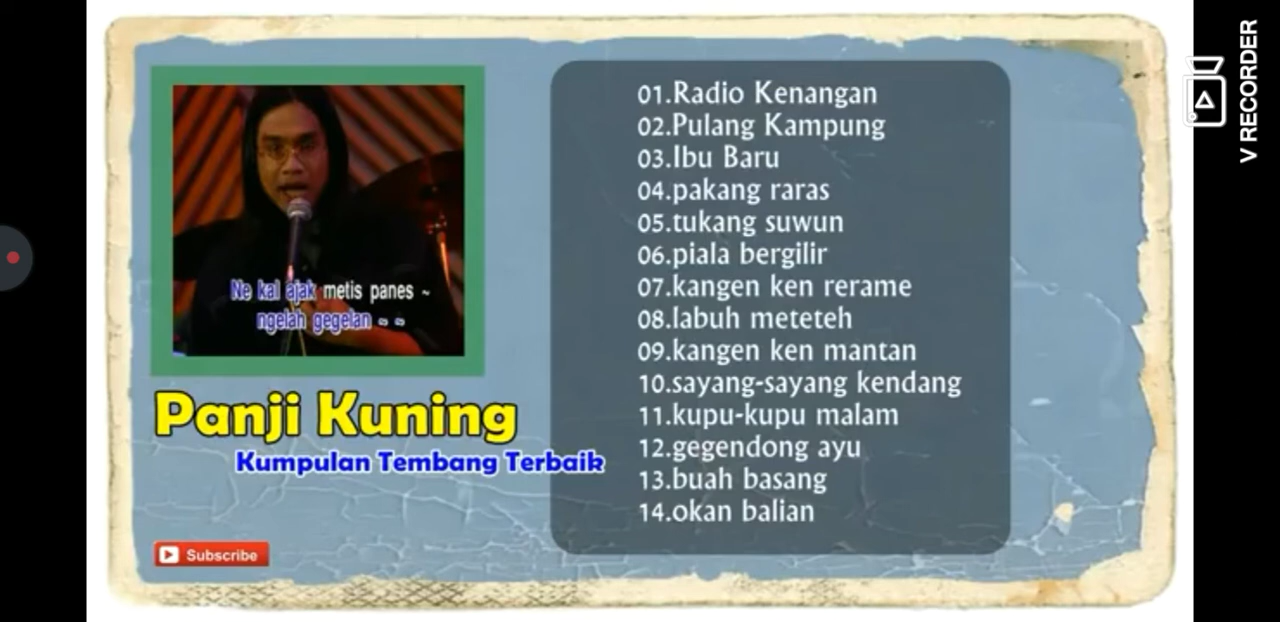 Ne kal ajak metis panes ~
ngelah gegelan ~ ~
Panji Kuning
Kumpulan Tembang Terbaik
Subscribe
01.Radio Kenangan
02.Pulang Kampung
03.Ibu Baru
04.pakang raras
05.tukang suwun
06.piala bergilir
07.kangen ken rerame
08.labuh meteteh
09.kangen ken mantan
10.sayang-sayang kendang
11.kupu-kupu malam
12.gegendong ayu
13.buah basang
14.okan balian
V RECORDER